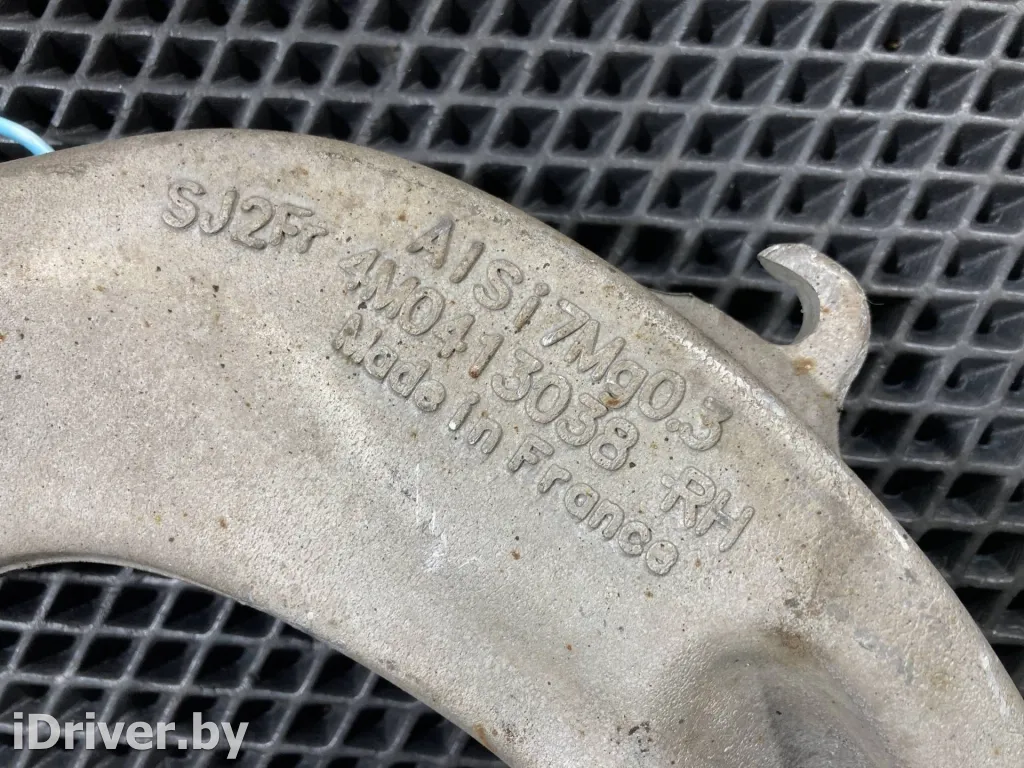 AlSi7Mg0.3
SJ2Fr 4M0413038 RH
Made in France
iDriver.by